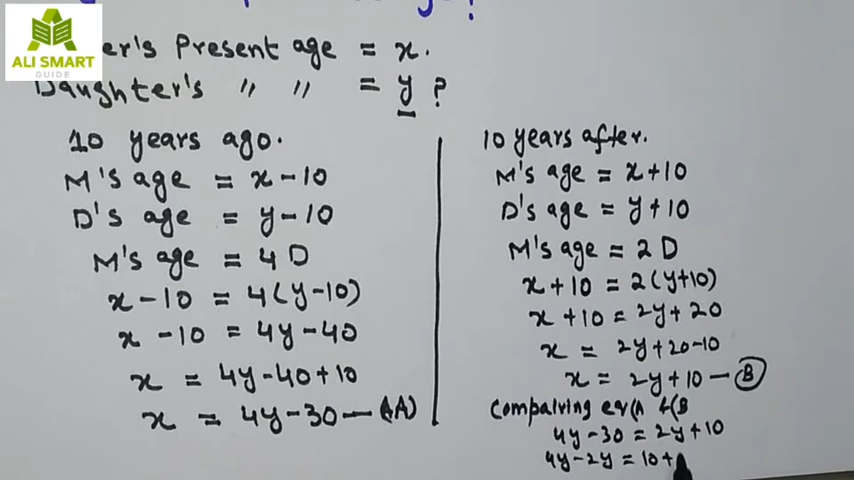 ALI SMART
GUIDE
er's Present age = x.
Daughter's " " = y ?
10 years ago.
M's age = x-10
D's age = y-10
M's age = 4 D
x-10 = 4(y-10)
x -10 = 4y-40
x = 4y-40+10
x = 4y-30 — (A)
10 years after.
M's age = x+10
D's age = y+10
M's age = 2 D
x+10 = 2(y+10)
x+10 = 2y+20
x = 2y+20-10
x = 2y+10 — B
4y-30 = 2y+10
4y-2y = 10+